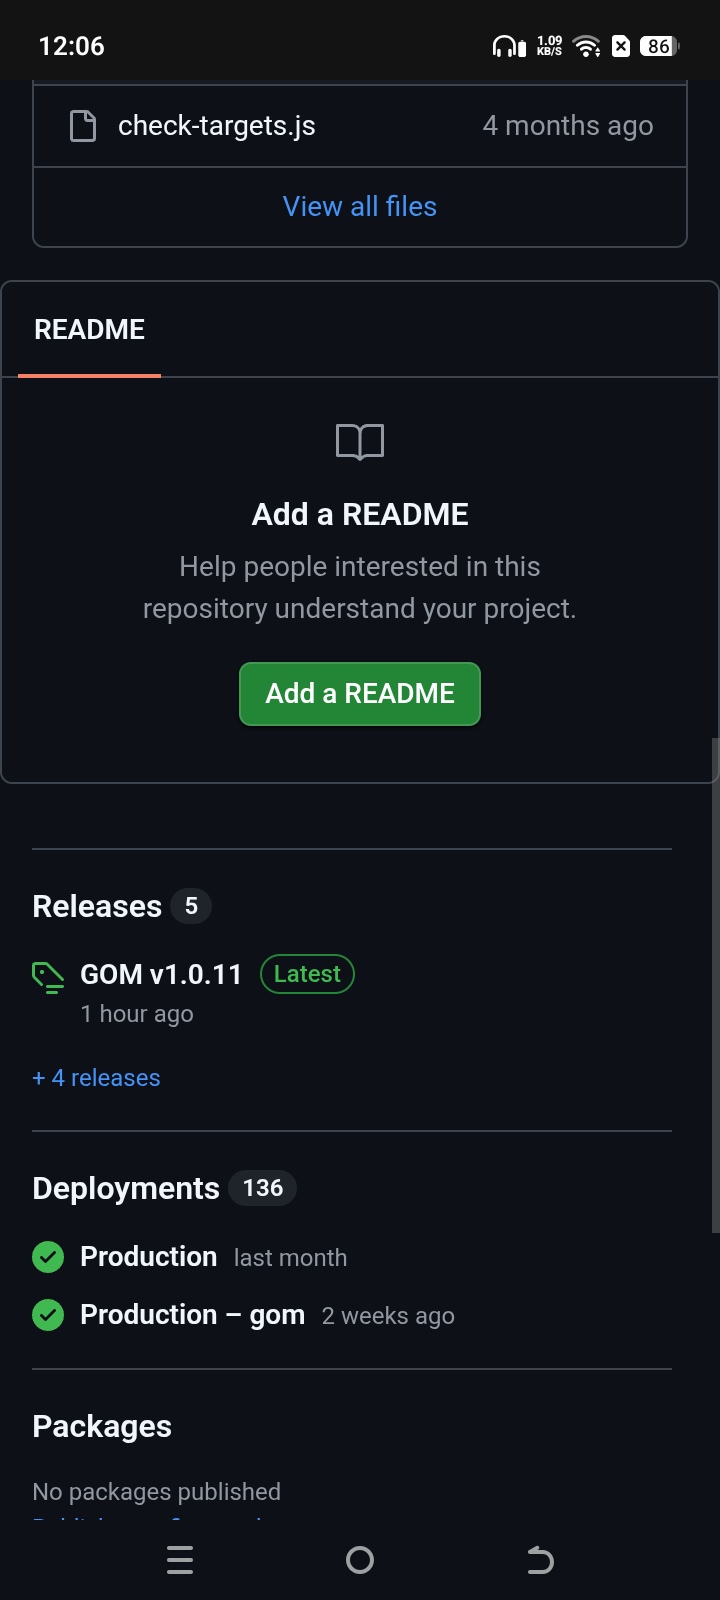 12:06
1.09
KB/S
86
check-targets.js 4 months ago
View all files
README
Add a README
Help people interested in this
repository understand your project.
Add a README
Releases 5
GOM v1.0.11 Latest
1 hour ago
+ 4 releases
Deployments 136
Production last month
Production – gom 2 weeks ago
Packages
No packages published